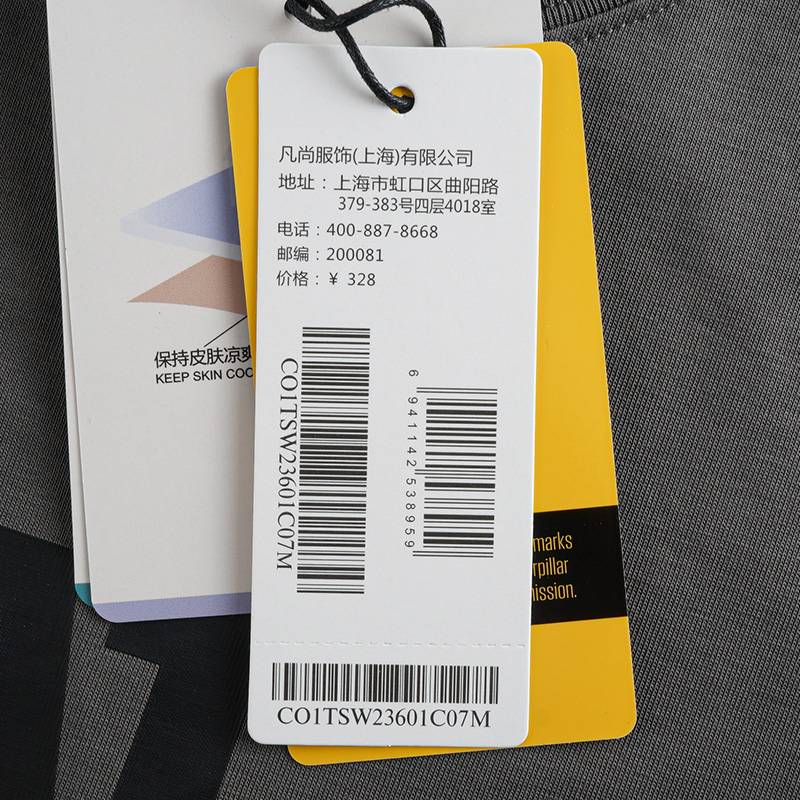 凡尚服饰(上海)有限公司
地址：上海市虹口区曲阳路
379-383号四层4018室
电话：400-887-8668
邮编：200081
价格：¥ 328
保持皮肤凉爽
KEEP SKIN COO
CO1TSW23601C07M
6 941142 538959
marks
rpillar
ission.
CO1TSW23601C07M